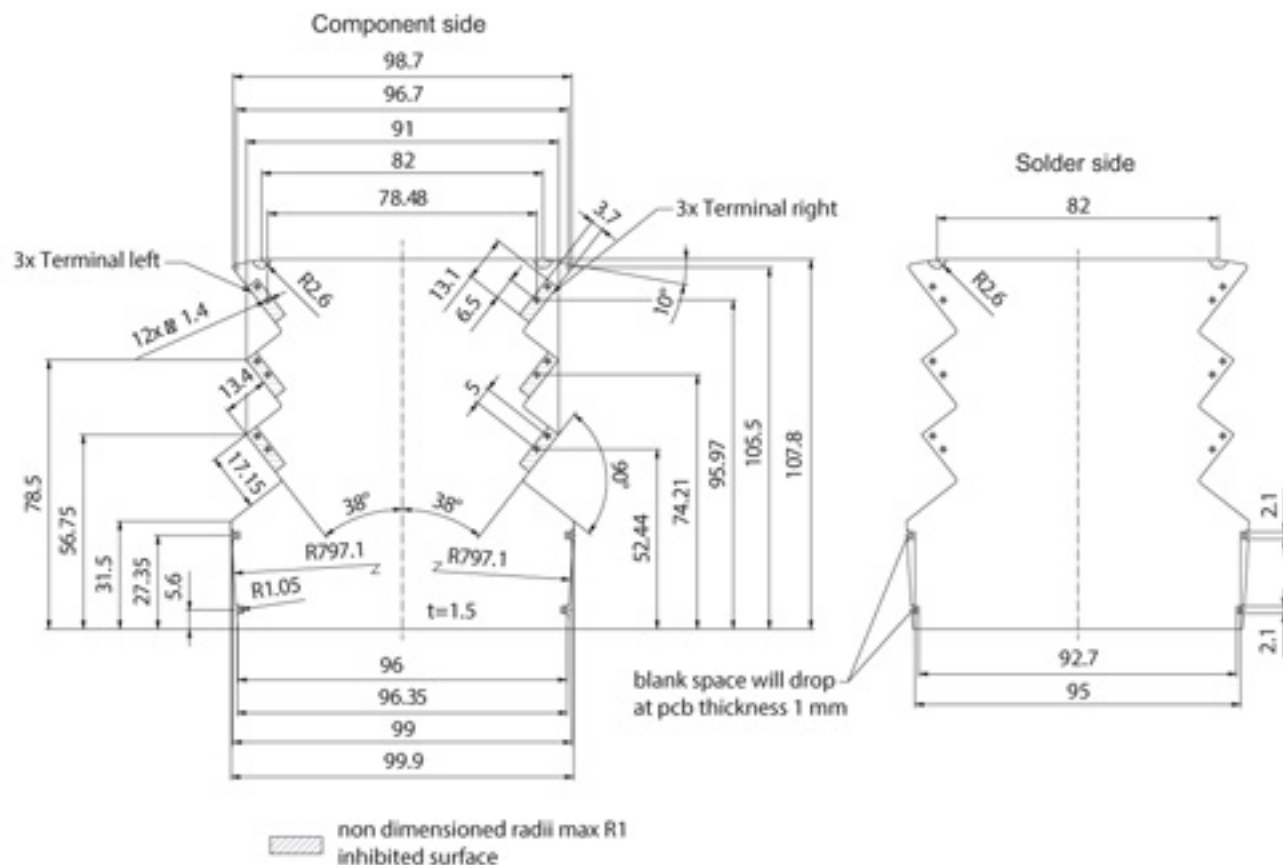 Component side
98.7
96.7
91
82
78.48
3.7
3x Terminal right
3x Terminal left
R2.6
13.1
6.5
10°
12x 1.4
13.4
5
17.15
90°
38°
38°
78.5
56.75
31.5
27.35
5.6
R797.1
R797.1
R1.05
t=1.5
52.44
74.21
95.97
105.5
107.8
96
96.35
99
99.9
non dimensioned radii max R1
inhibited surface
Solder side
82
R2.6
2.1
2.1
92.7
95
blank space will drop
at pcb thickness 1 mm